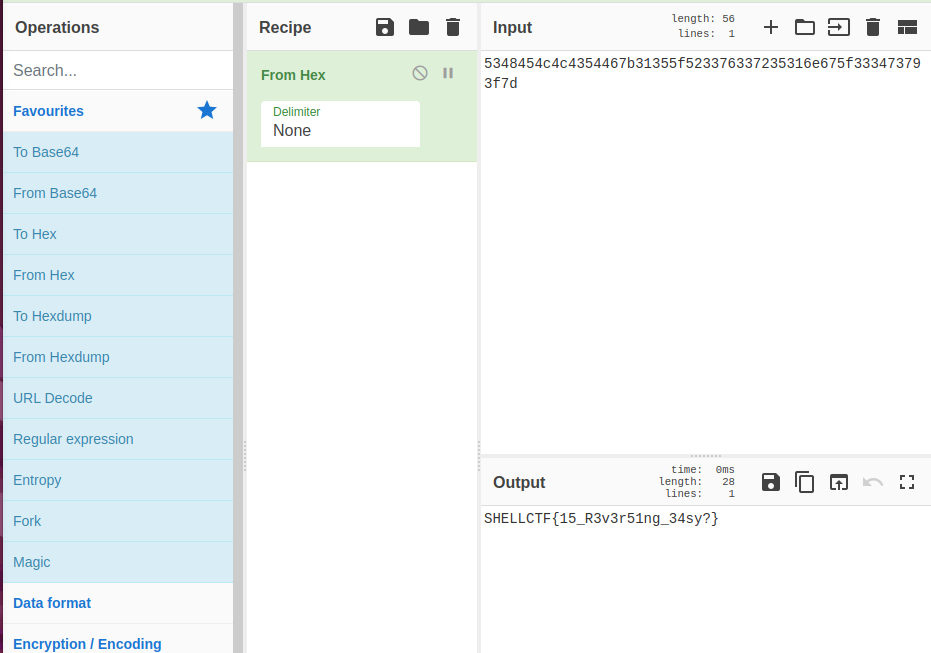 Operations
Search...
Favourites
To Base64
From Base64
To Hex
From Hex
To Hexdump
From Hexdump
URL Decode
Regular expression
Entropy
Fork
Magic
Data format
Encryption / Encoding
Recipe
From Hex
Delimiter
None
Input
length: 56
lines: 1
5348454c4c4354467b31355f523376337235316e675f33347379
3f7d
Output
time: 0ms
length: 28
lines: 1
SHELLCTF{15_R3v3r51ng_34sy?}